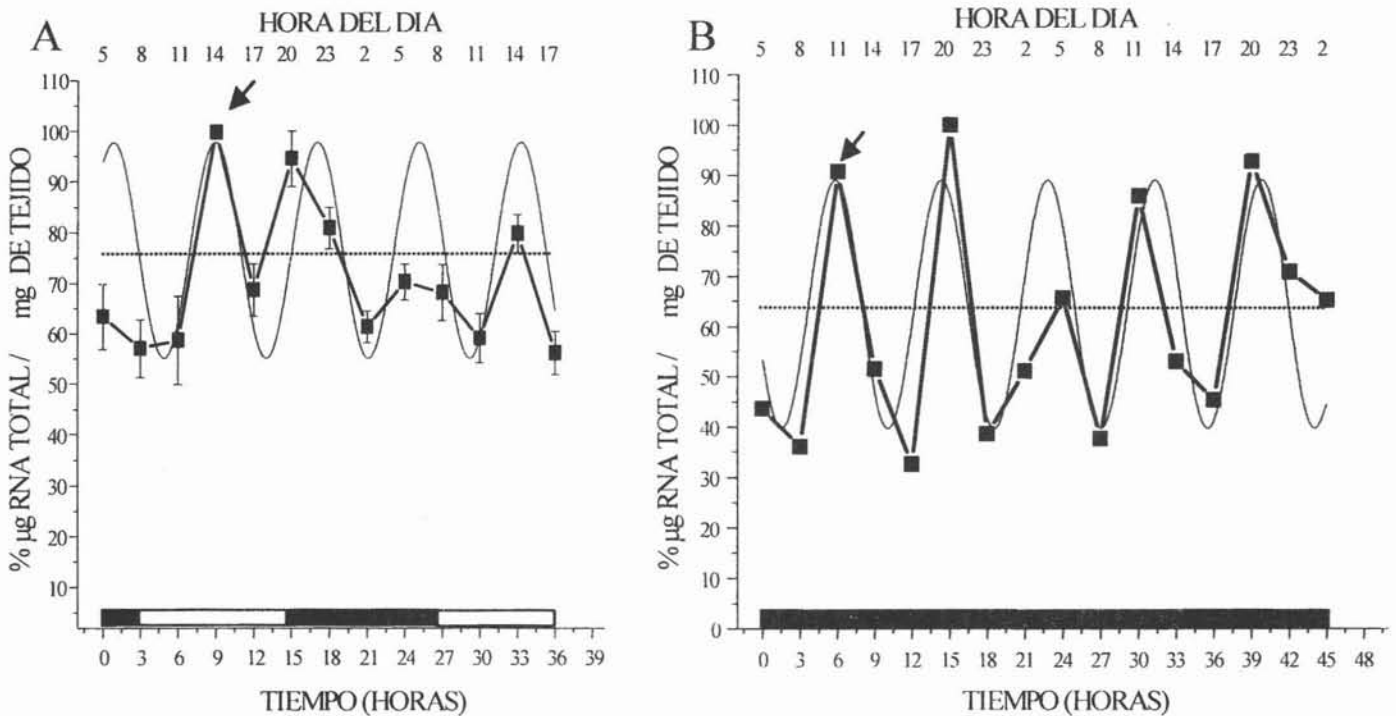 A
HORA DEL DIA
5 8 11 14 17 20 23 2 5 8 11 14 17
110
100
90
80
70
60
50
40
30
20
10
% µg RNA TOTAL / mg DE TEJIDO
0 3 6 9 12 15 18 21 24 27 30 33 36 39
TIEMPO (HORAS)
B
HORA DEL DIA
5 8 11 14 17 20 23 2 5 8 11 14 17 20 23 2
110
100
90
80
70
60
50
40
30
20
10
0
% µg RNA TOTAL / mg DE TEJIDO
0 3 6 9 12 15 18 21 24 27 30 33 36 39 42 45 48
TIEMPO (HORAS)